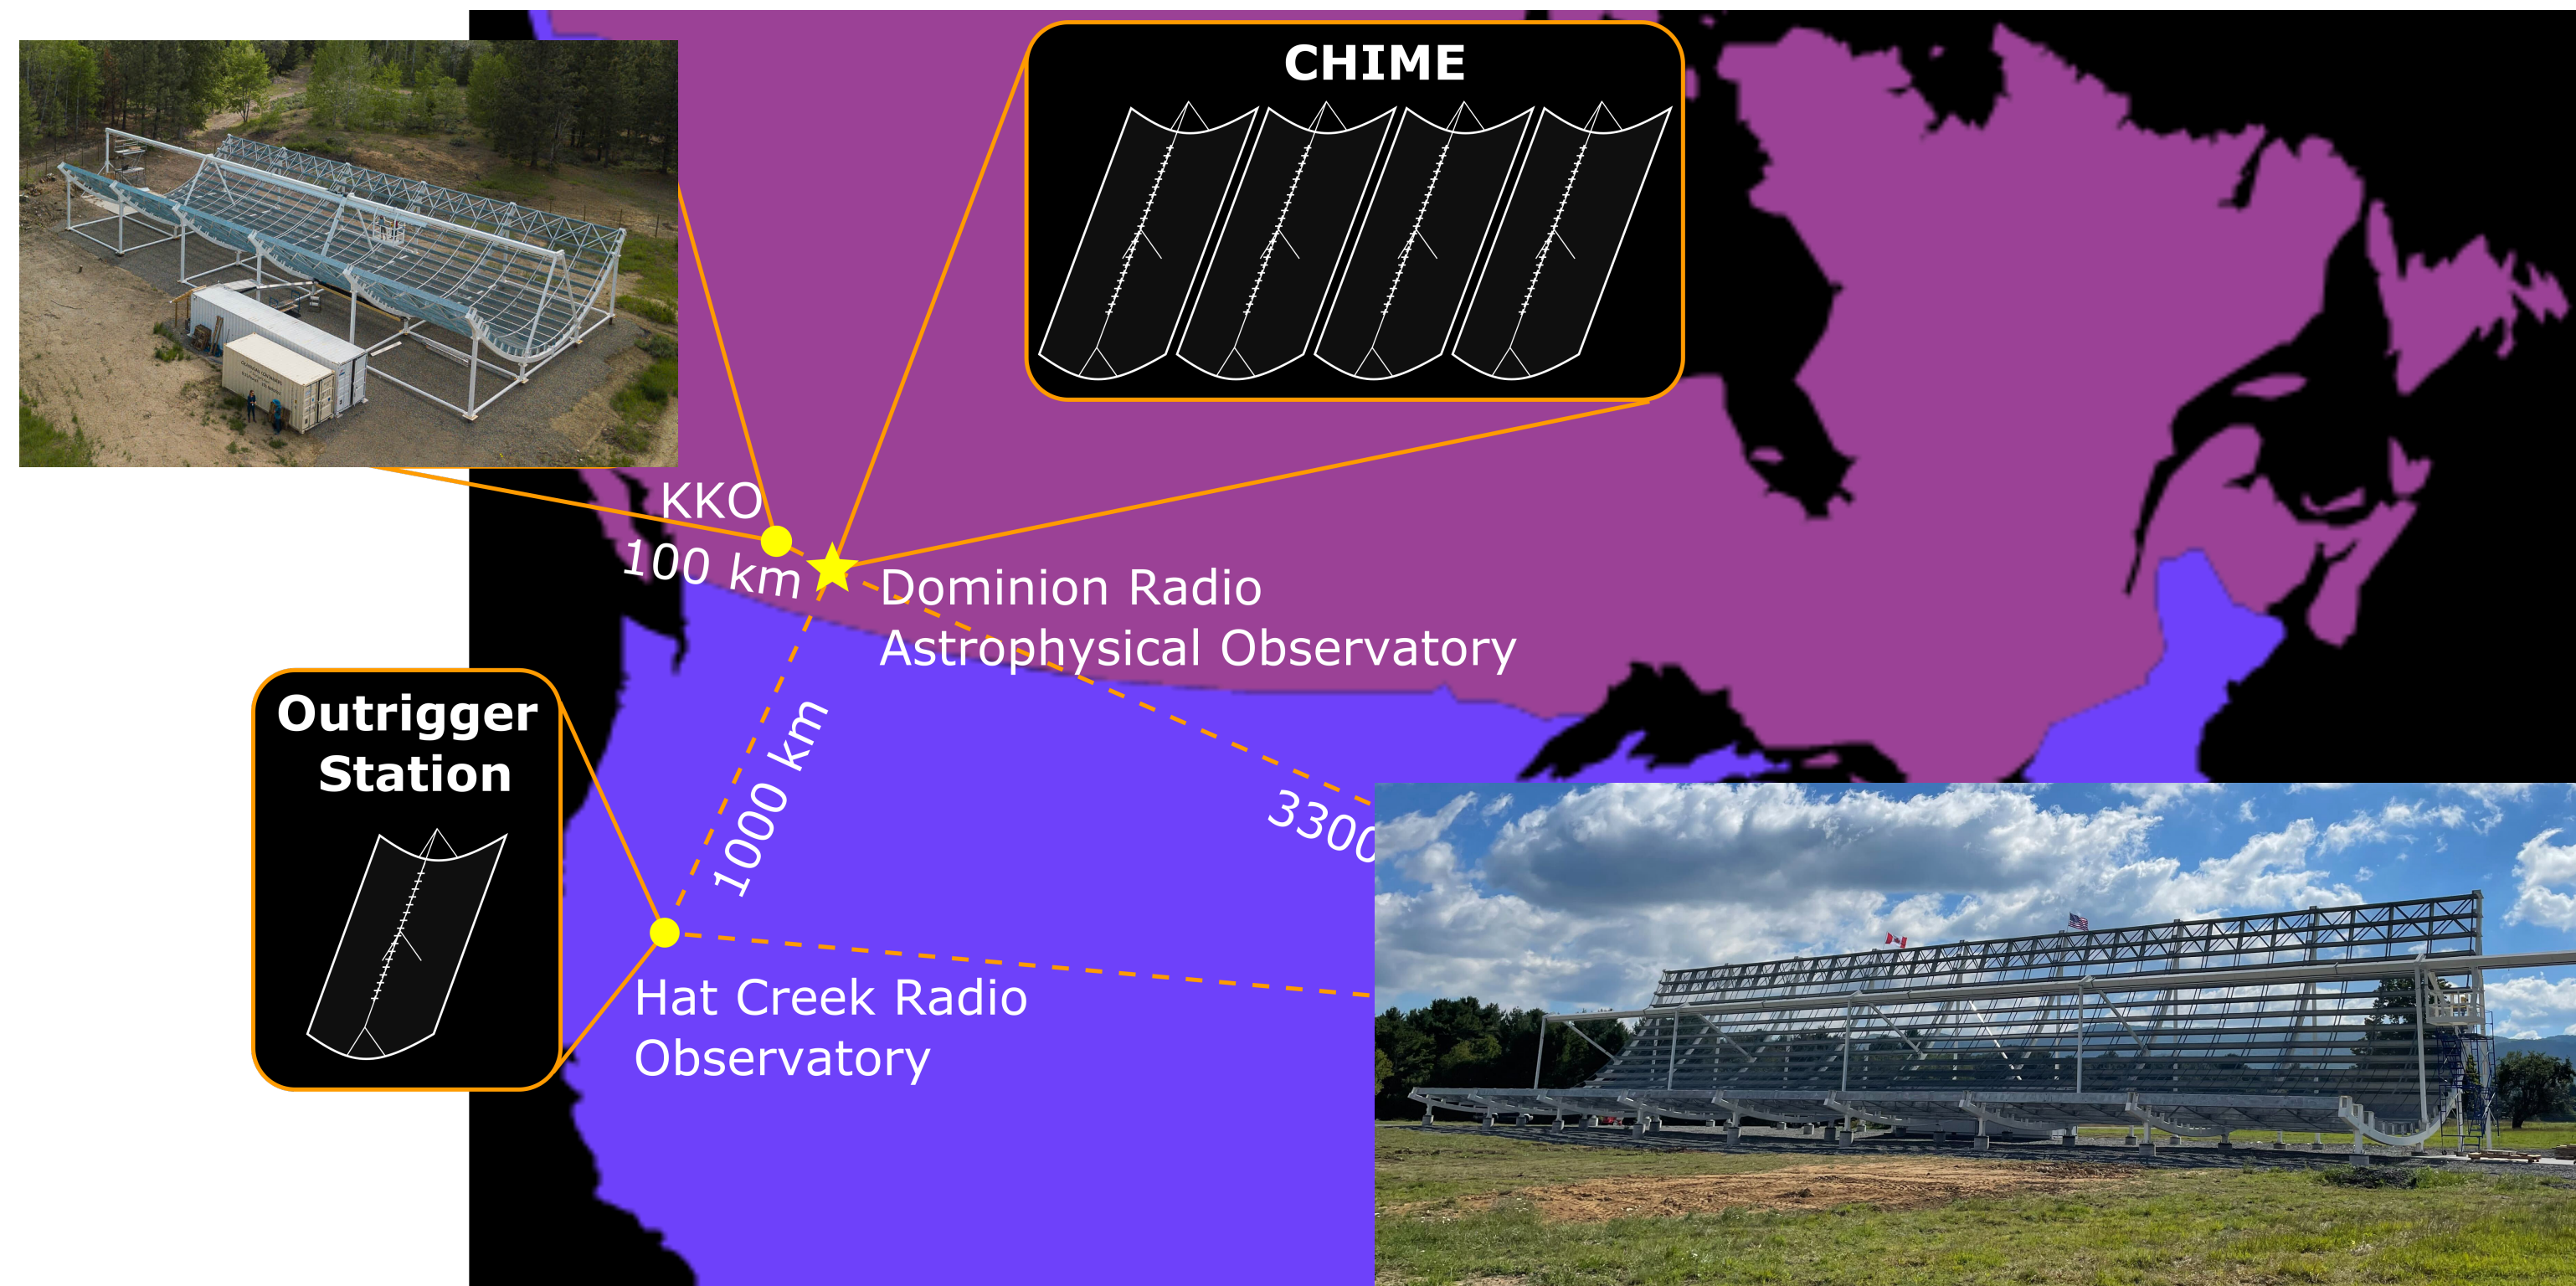 CHIME
KKO
100 km
Dominion Radio
Astrophysical Observatory
Outrigger
Station
1000 km
3300
Hat Creek Radio
Observatory